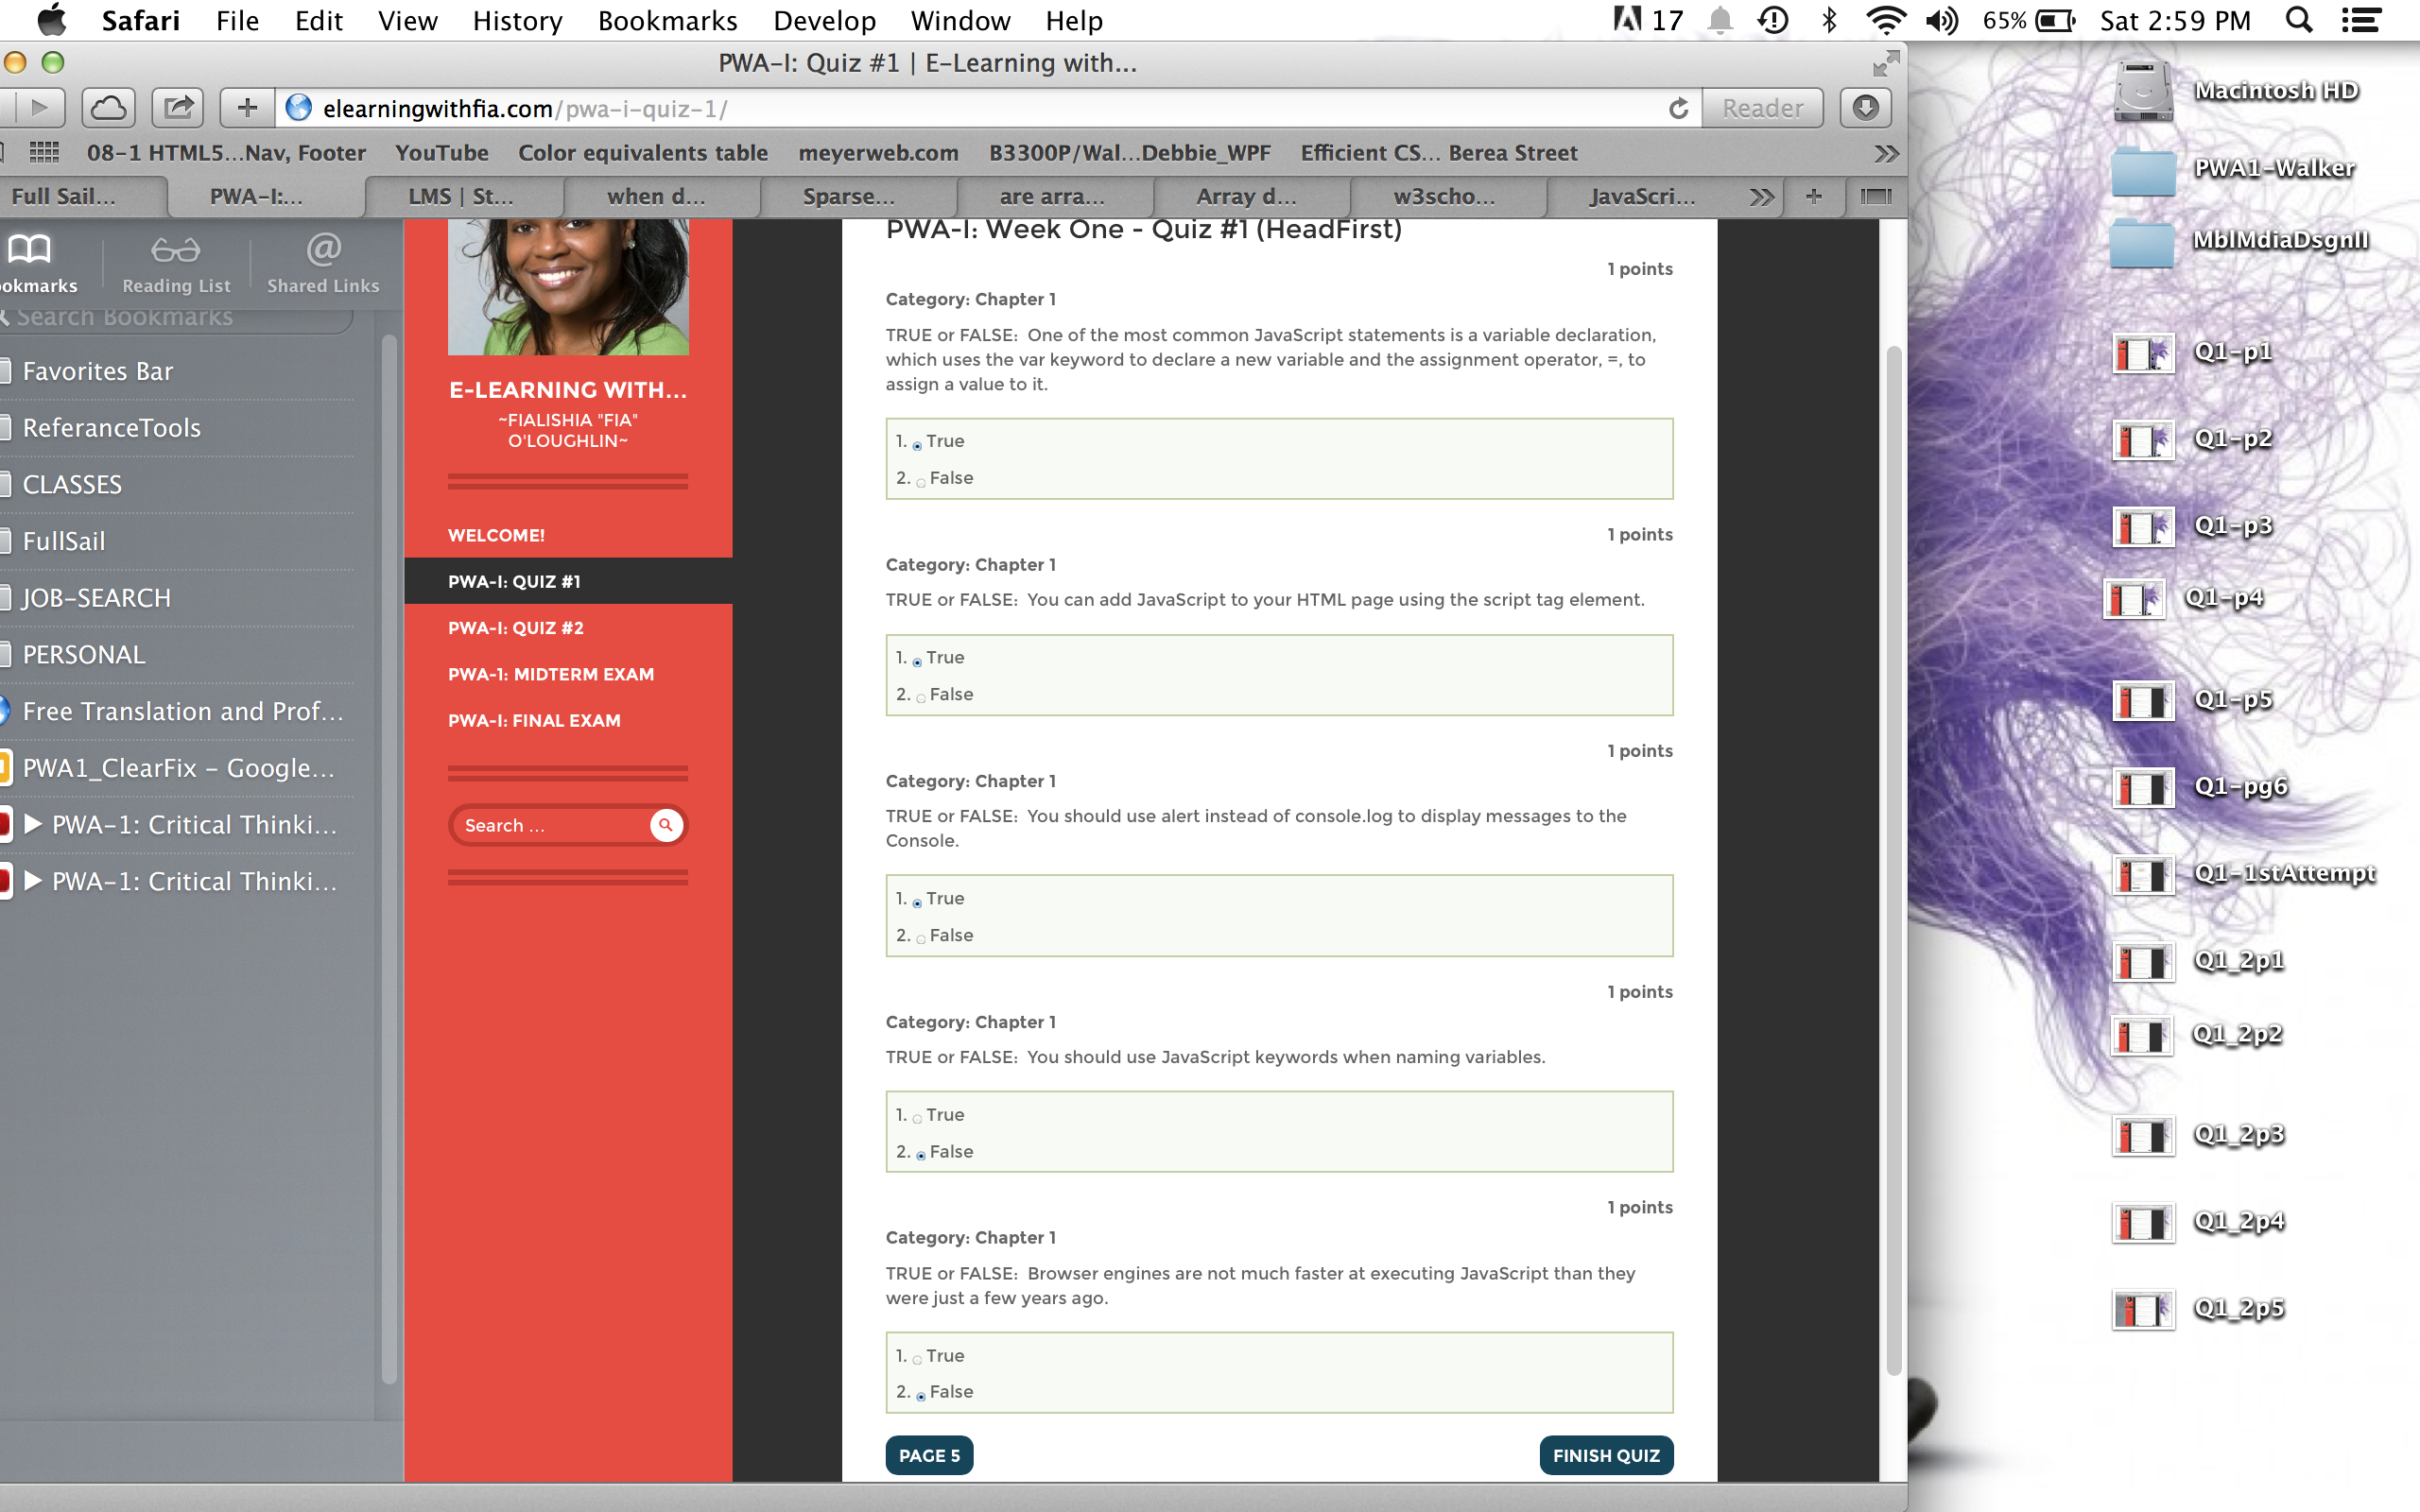 Safari File Edit View History Bookmarks Develop Window Help 17 65% Sat 2:59 PM
PWA-I: Quiz #1 | E-Learning with...
elearningwithfia.com/pwa-i-quiz-1/ Reader
08-1 HTML5...Nav, Footer YouTube Color equivalents table meyerweb.com B3300P/Wal...Debbie_WPF Efficient CS... Berea Street
Full Sail... PWA-I:... LMS | St... when d... Sparse... are arra... Array d... w3scho... JavaScri...
okmarks Reading List Shared Links
Search Bookmarks
Favorites Bar
ReferanceTools
CLASSES
FullSail
JOB-SEARCH
PERSONAL
Free Translation and Prof...
PWA1_ClearFix - Google...
PWA-1: Critical Thinki...
PWA-1: Critical Thinki...
E-LEARNING WITH...
~FIALISHIA "FIA"
O'LOUGHLIN~
WELCOME!
PWA-I: QUIZ #1
PWA-I: QUIZ #2
PWA-1: MIDTERM EXAM
PWA-I: FINAL EXAM
Search ...
PWA-I: Week One - Quiz #1 (HeadFirst)
1 points
Category: Chapter 1
TRUE or FALSE: One of the most common JavaScript statements is a variable declaration,
which uses the var keyword to declare a new variable and the assignment operator, =, to
assign a value to it.
1. True
2. False
1 points
Category: Chapter 1
TRUE or FALSE: You can add JavaScript to your HTML page using the script tag element.
1. True
2. False
1 points
Category: Chapter 1
TRUE or FALSE: You should use alert instead of console.log to display messages to the
Console.
1. True
2. False
1 points
Category: Chapter 1
TRUE or FALSE: You should use JavaScript keywords when naming variables.
1. True
2. False
1 points
Category: Chapter 1
TRUE or FALSE: Browser engines are not much faster at executing JavaScript than they
were just a few years ago.
1. True
2. False
PAGE 5 FINISH QUIZ
Macintosh HD
PWA1-Walker
MblMdiaDsgnII
Q1-p1
Q1-p2
Q1-p3
Q1-p4
Q1-p5
Q1-pg6
Q1-1stAttempt
Q1_2p1
Q1_2p2
Q1_2p3
Q1_2p4
Q1_2p5